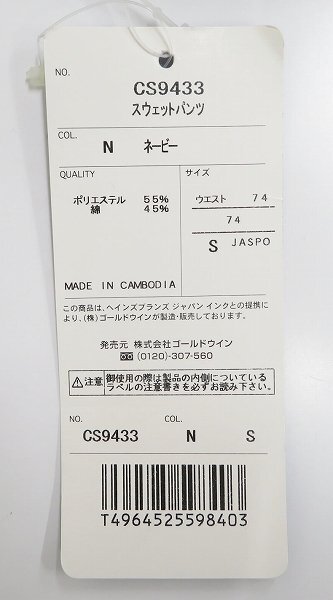 NO.
CS9433
スウェットパンツ
COL.
N ネービー
QUALITY
サイズ
ポリエステル 55%
綿 45%
ウエスト 74
74
S JASPO
MADE IN CAMBODIA
この商品は、ヘインズブランズ ジャパン インクとの提携に
より、(株)ゴールドウインが製造・販売しております。
発売元 株式会社ゴールドウイン
(0120)-307-560
注意 御使用の際は製品の内側についている
ラベルの注意書きを必ずお読み下さい。
NO. COL.
CS9433 N S
T4964525598403